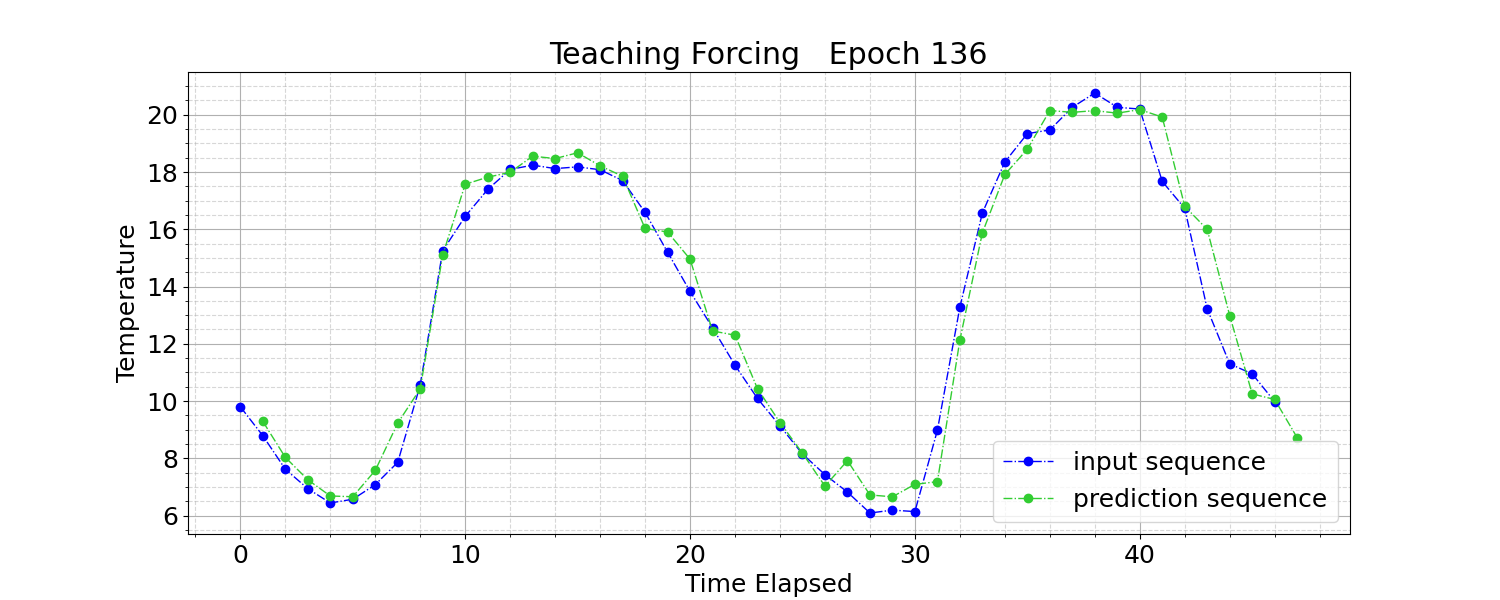 Teaching Forcing   Epoch 136
Temperature
20
18
16
14
12
10
8
6
input sequence
prediction sequence
0 10 20 30 40
Time Elapsed